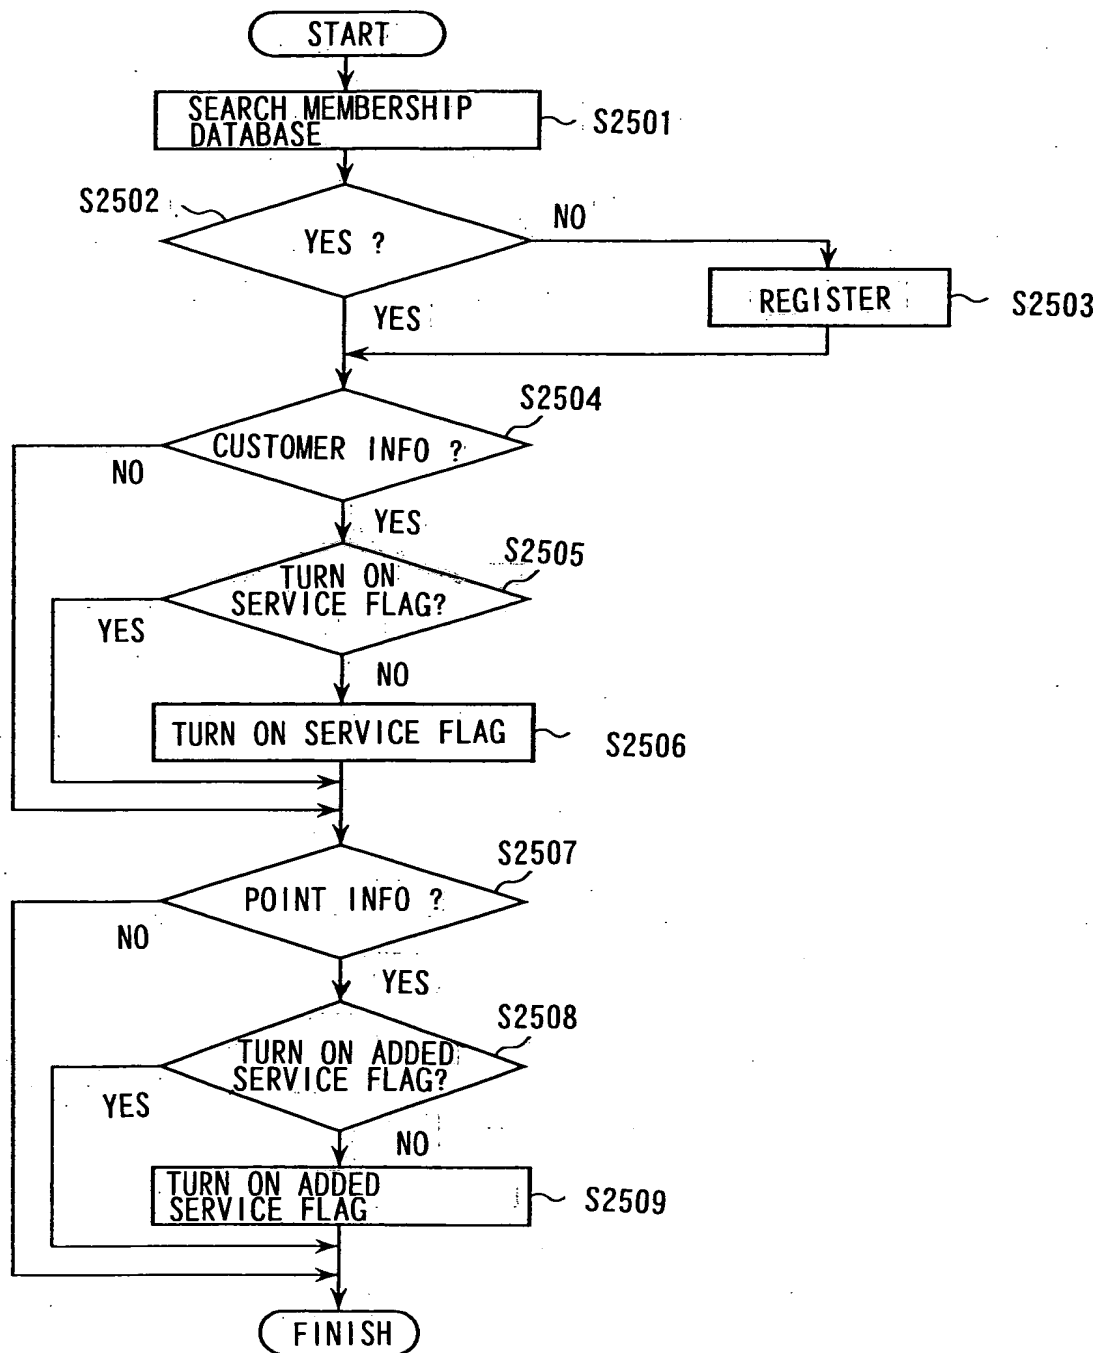 START
SEARCH MEMBERSHIP
DATABASE
S2501
S2502
YES ?
NO
YES
REGISTER
S2503
S2504
CUSTOMER INFO ?
NO
YES
S2505
TURN ON
SERVICE FLAG?
YES
NO
TURN ON SERVICE FLAG
S2506
S2507
POINT INFO ?
NO
YES
S2508
TURN ON ADDED
SERVICE FLAG?
YES
NO
TURN ON ADDED
SERVICE FLAG
S2509
FINISH